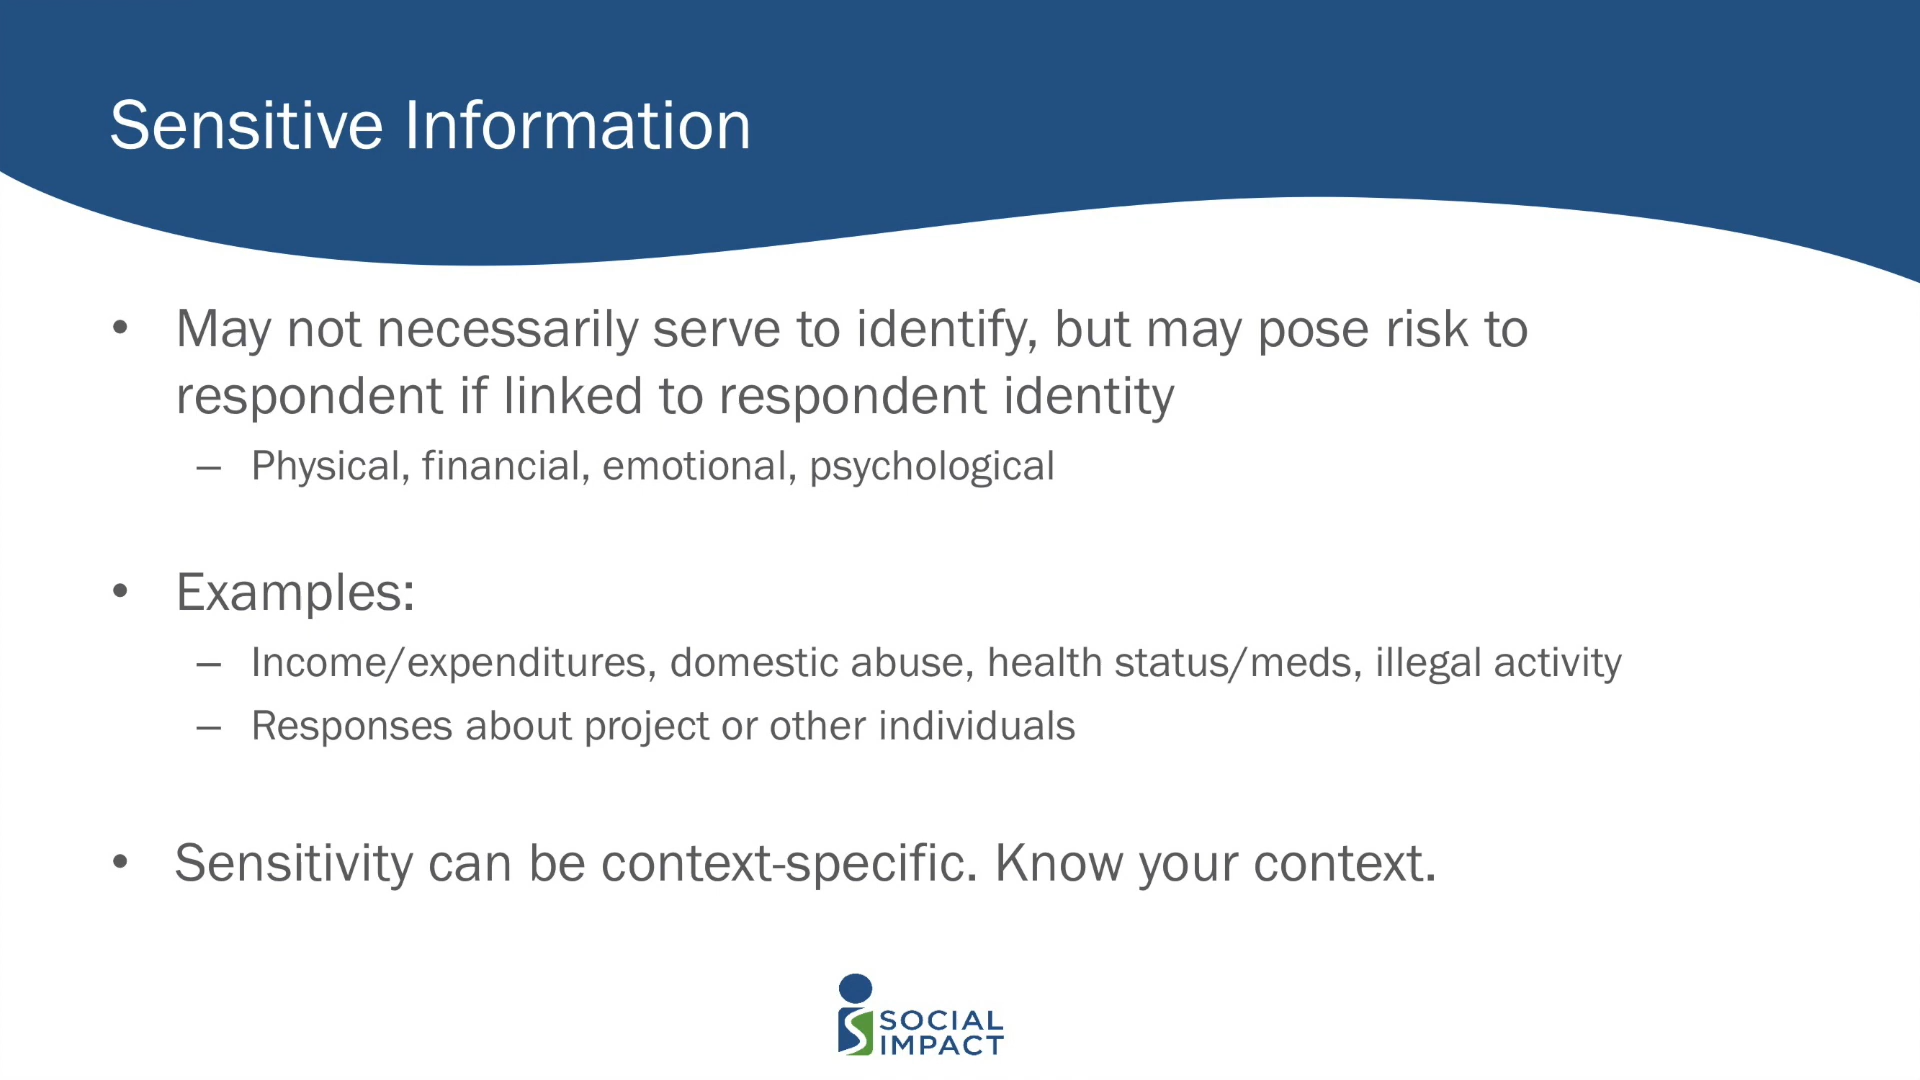 Sensitive Information
• May not necessarily serve to identify, but may pose risk to
respondent if linked to respondent identity
– Physical, financial, emotional, psychological
• Examples:
– Income/expenditures, domestic abuse, health status/meds, illegal activity
– Responses about project or other individuals
• Sensitivity can be context-specific. Know your context.
SOCIAL
IMPACT